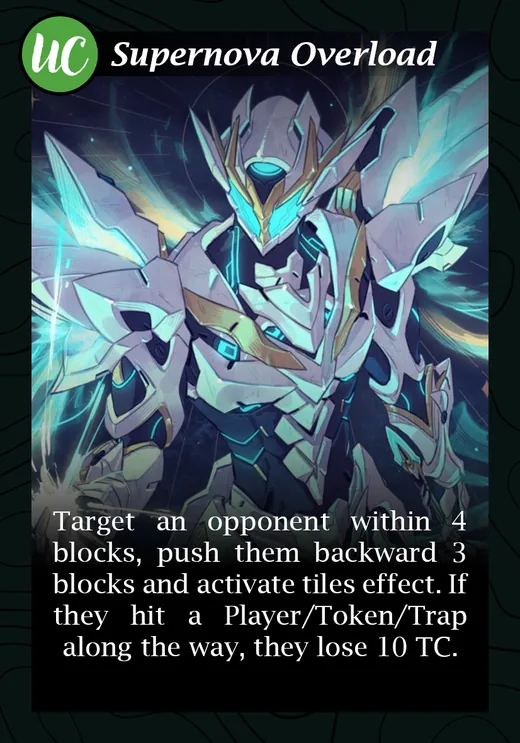 UC Supernova Overload
Target an opponent within 4
blocks, push them backward 3
blocks and activate tiles effect. If
they hit a Player/Token/Trap
along the way, they lose 10 TC.